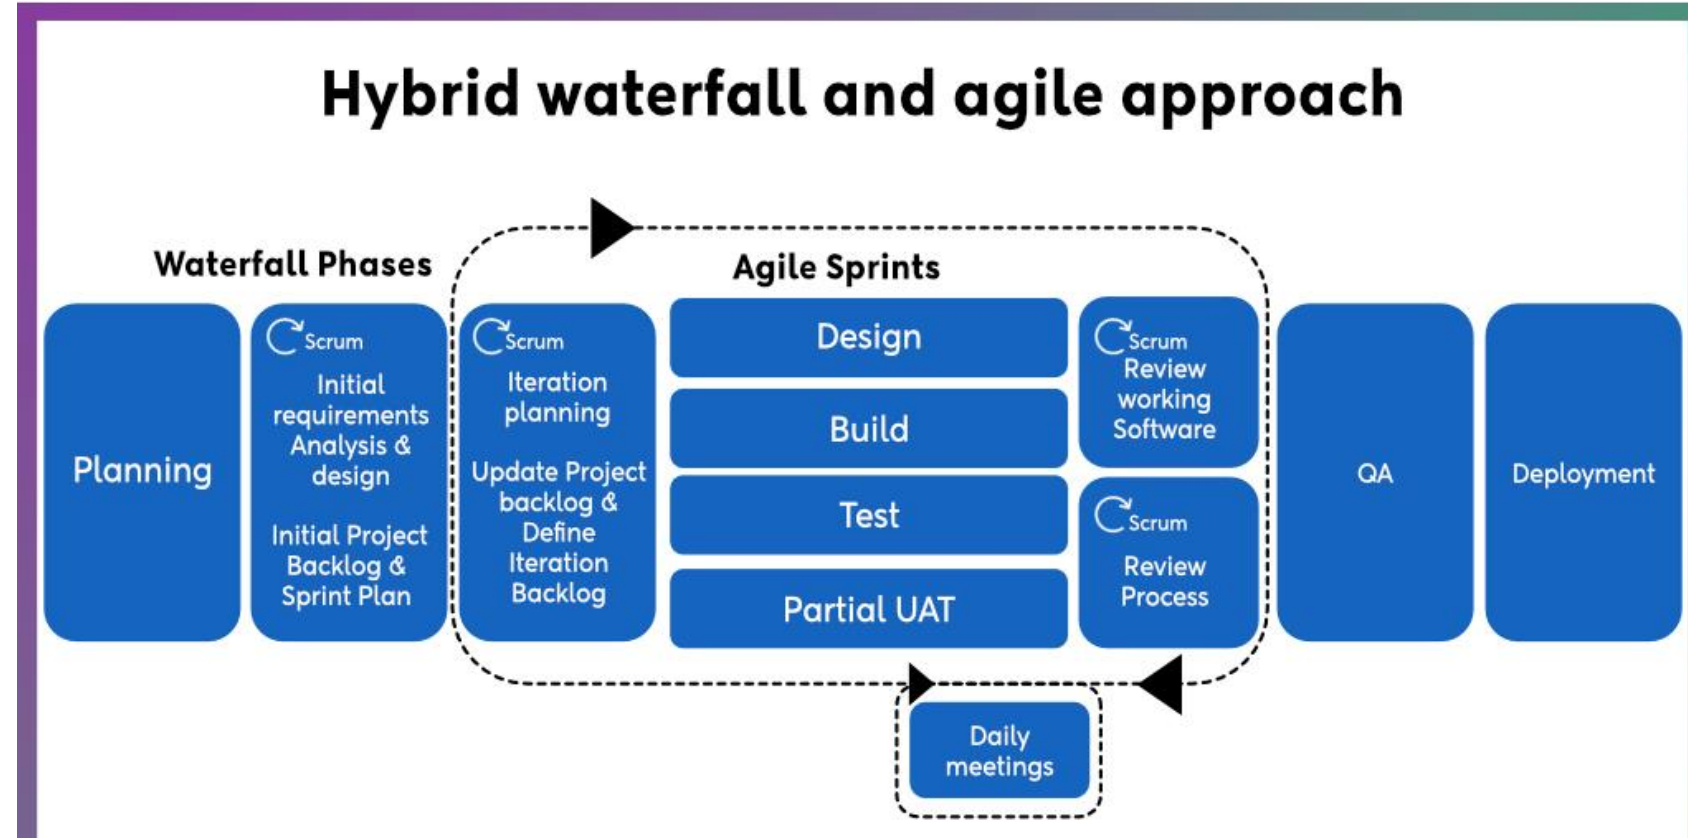 Hybrid waterfall and agile approach
Waterfall Phases
Agile Sprints
Planning
Scrum
Initial
requirements
Analysis &
design
Initial Project
Backlog &
Sprint Plan
Scrum
Iteration
planning
Update Project
backlog &
Define
Iteration
Backlog
Design
Build
Test
Partial UAT
Scrum
Review
working
Software
Scrum
Review
Process
QA
Deployment
Daily
meetings